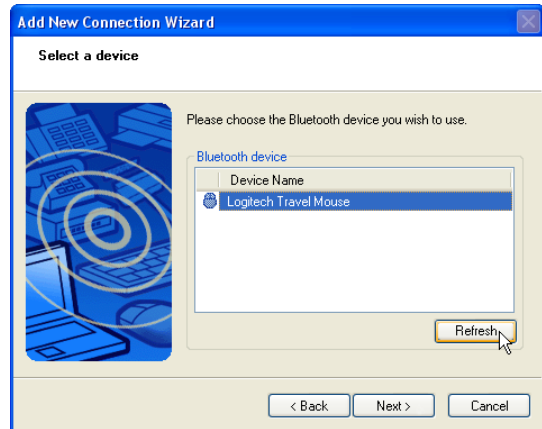 Add New Connection Wizard
Select a device
Please choose the Bluetooth device you wish to use.
Bluetooth device
Device Name
Logitech Travel Mouse
Refresh
< Back
Next >
Cancel